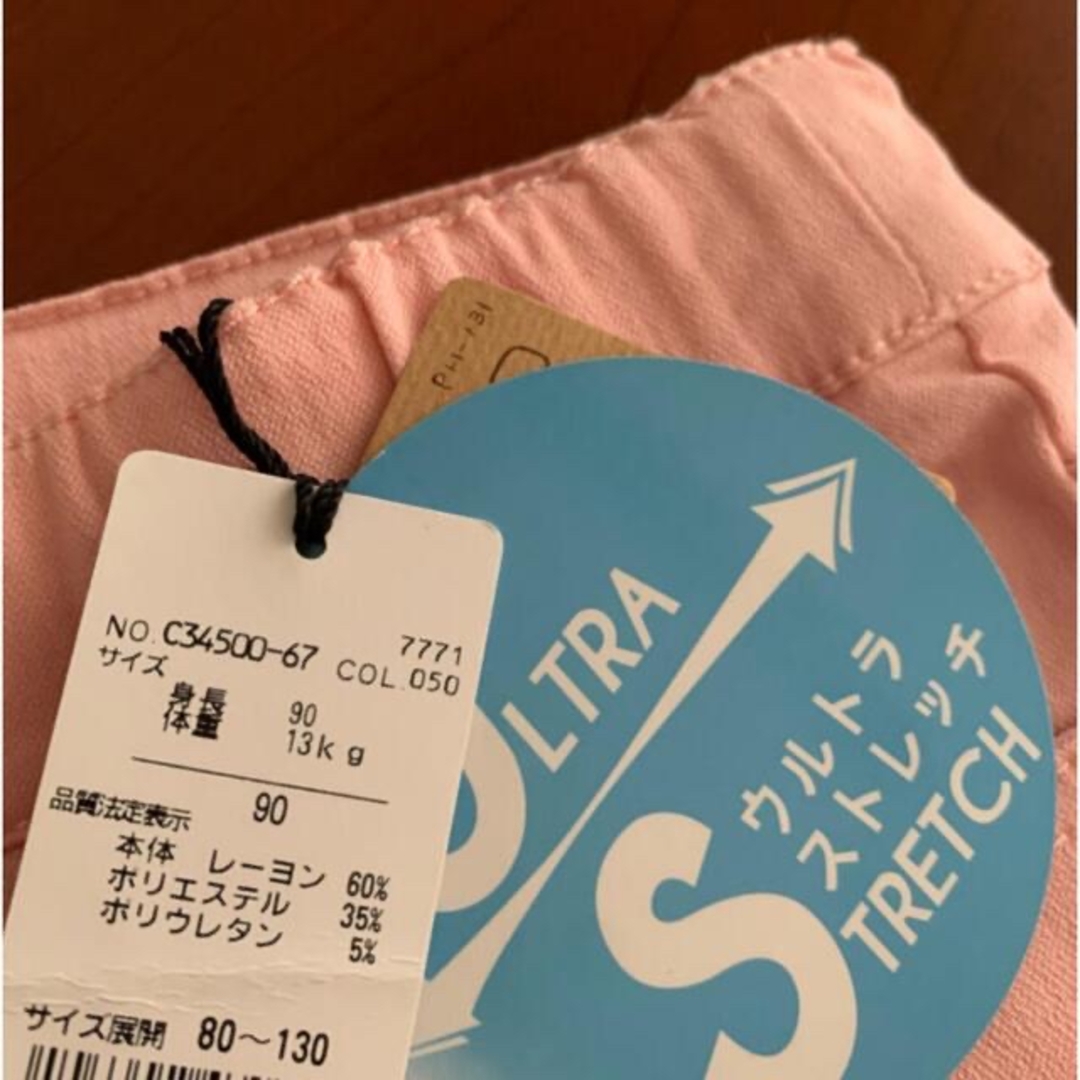 NO. C34500-67 7771
サイズ COL. 050
身長 90
体重 13kg
90
品質法定表示
本体 レーヨン 60%
ポリエステル 35%
ポリウレタン 5%
サイズ展開 80～130
ULTRA
ウルトラ
ストレッチ
STRETCH